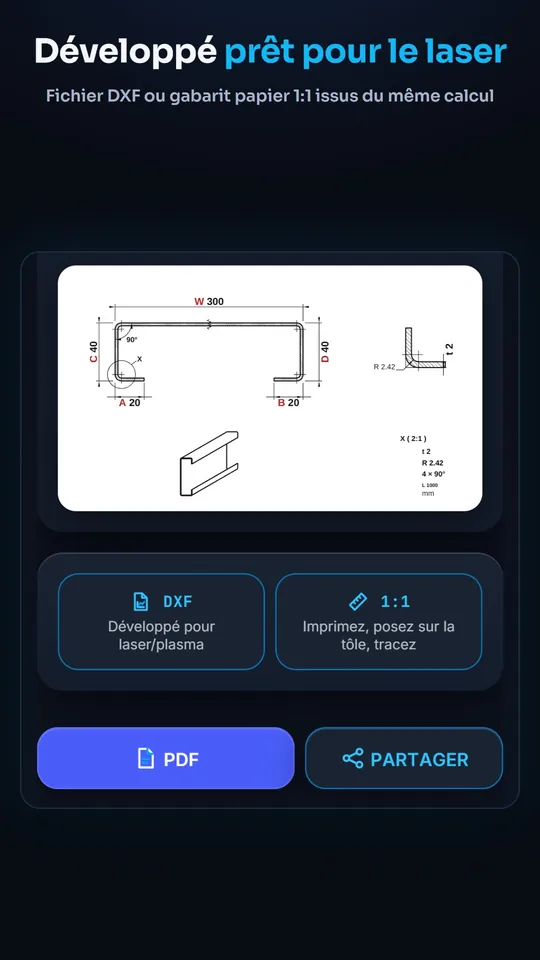 Développé prêt pour le laser
Fichier DXF ou gabarit papier 1:1 issus du même calcul
W 300
90°
C 40
X
D 40
A 20
B 20
t 2
R 2.42
X ( 2:1 )
t 2
R 2.42
4 × 90°
L 1000
mm
DXF
Développé pour
laser/plasma
1:1
Imprimez, posez sur la
tôle, tracez
PDF
PARTAGER